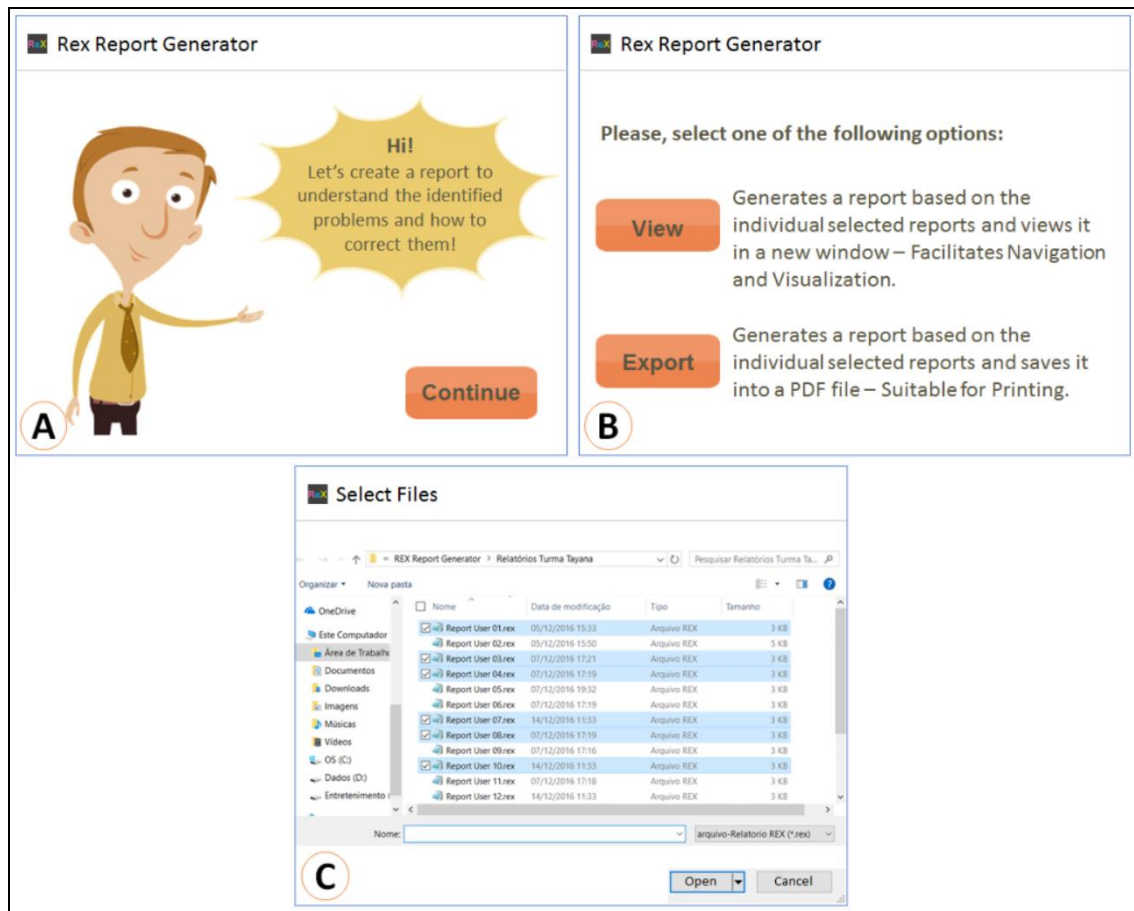 ReX Rex Report Generator
Hi!
Let's create a report to
understand the identified
problems and how to
correct them!
Continue
A
ReX Rex Report Generator
Please, select one of the following options:
View
Generates a report based on the
individual selected reports and views it
in a new window – Facilitates Navigation
and Visualization.
Export
Generates a report based on the
individual selected reports and saves it
into a PDF file – Suitable for Printing.
B
ReX Select Files
« REX Report Generator > Relatórios Turma Tayana
Pesquisar Relatórios Turma Ta...
Organizar Nova pasta
OneDrive
Este Computador
Área de Trabalho
Documentos
Downloads
Imagens
Músicas
Vídeos
OS (C:)
Dados (D:)
Entretenimento (
Nome Data de modificação Tipo Tamanho
Report User 01.rex 05/12/2016 15:33 Arquivo REX 3 KB
Report User 02.rex 05/12/2016 15:50 Arquivo REX 5 KB
Report User 03.rex 07/12/2016 17:21 Arquivo REX 3 KB
Report User 04.rex 07/12/2016 17:19 Arquivo REX 3 KB
Report User 05.rex 07/12/2016 19:32 Arquivo REX 3 KB
Report User 06.rex 07/12/2016 17:19 Arquivo REX 3 KB
Report User 07.rex 14/12/2016 11:33 Arquivo REX 3 KB
Report User 08.rex 07/12/2016 17:19 Arquivo REX 3 KB
Report User 09.rex 07/12/2016 17:16 Arquivo REX 3 KB
Report User 10.rex 14/12/2016 11:33 Arquivo REX 3 KB
Report User 11.rex 07/12/2016 17:18 Arquivo REX 3 KB
Report User 12.rex 14/12/2016 11:33 Arquivo REX 3 KB
Nome:
arquivo-Relatorio REX (*.rex)
C
Open Cancel